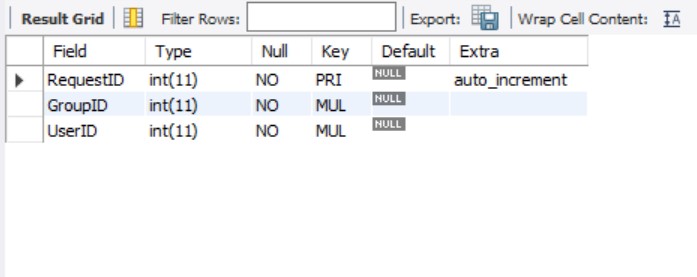 Result Grid Filter Rows: Export: Wrap Cell Content: IA
Field Type Null Key Default Extra
RequestID int(11) NO PRI NULL auto_increment
GroupID int(11) NO MUL NULL
UserID int(11) NO MUL NULL